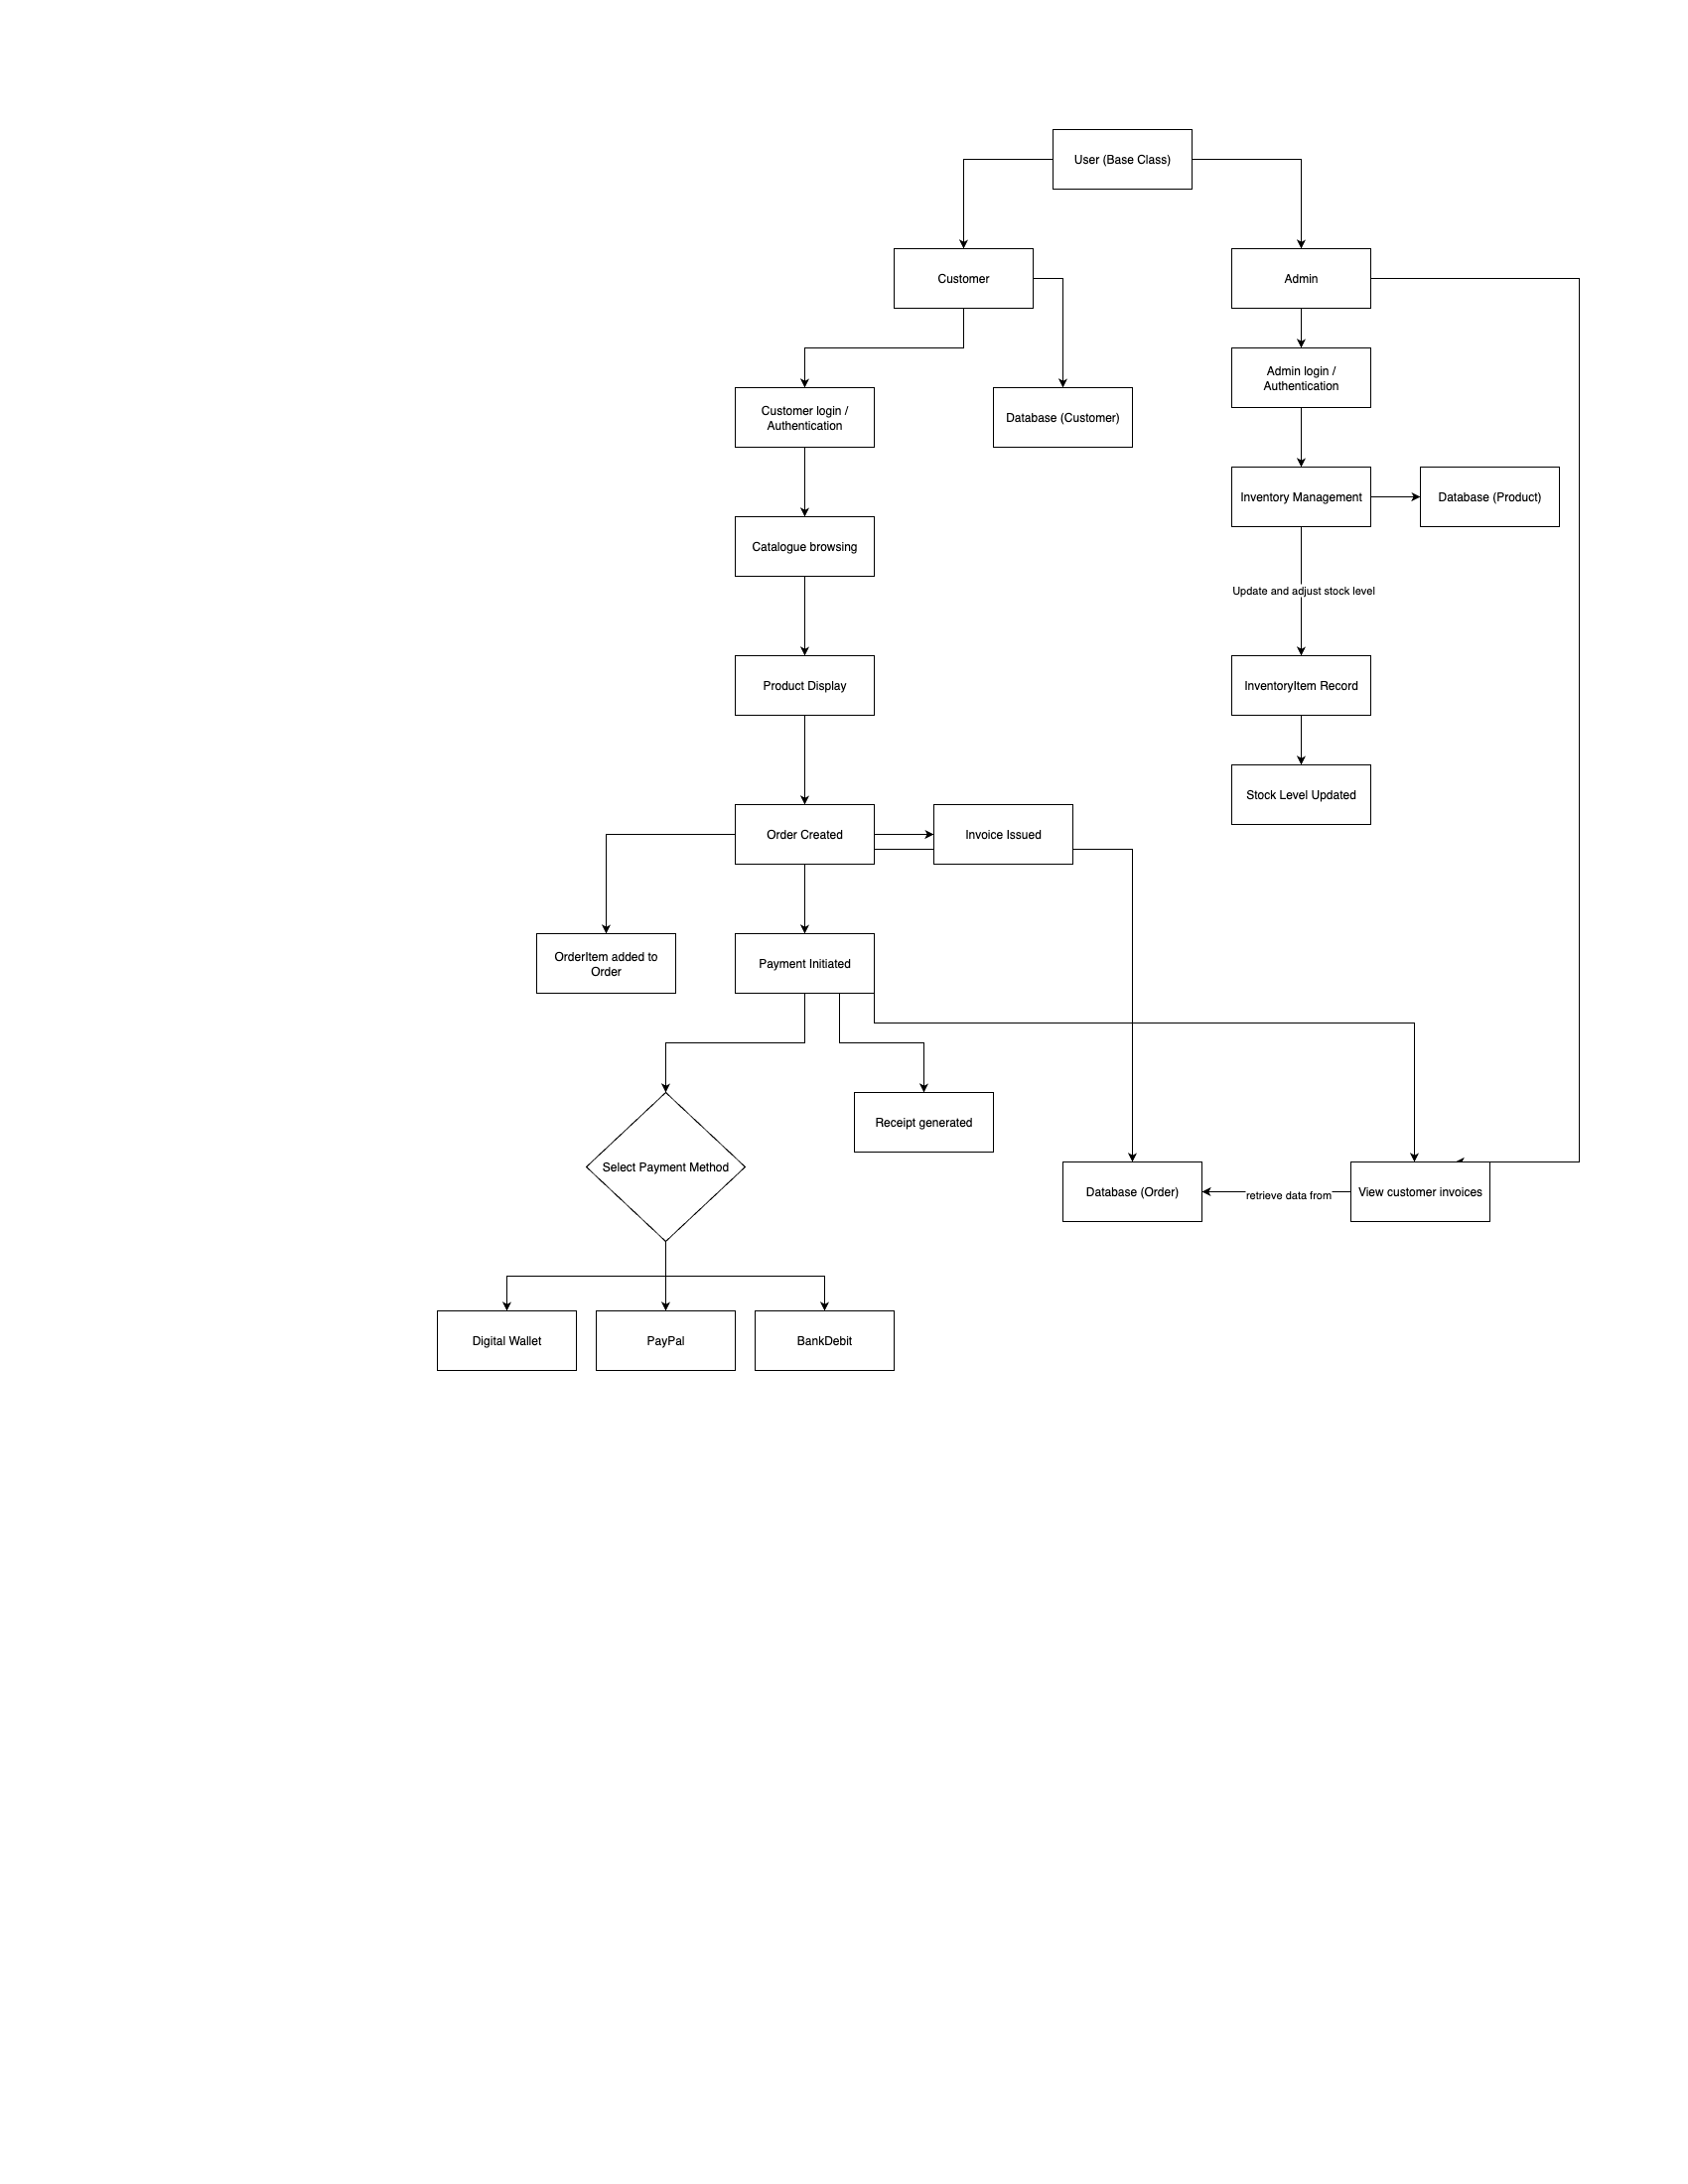 User (Base Class)
Customer
Admin
Admin login /
Authentication
Customer login /
Authentication
Database (Customer)
Inventory Management
Database (Product)
Catalogue browsing
Update and adjust stock level
Product Display
InventoryItem Record
Stock Level Updated
Order Created
Invoice Issued
OrderItem added to
Order
Payment Initiated
Receipt generated
Select Payment Method
Database (Order)
retrieve data from
View customer invoices
Digital Wallet
PayPal
BankDebit